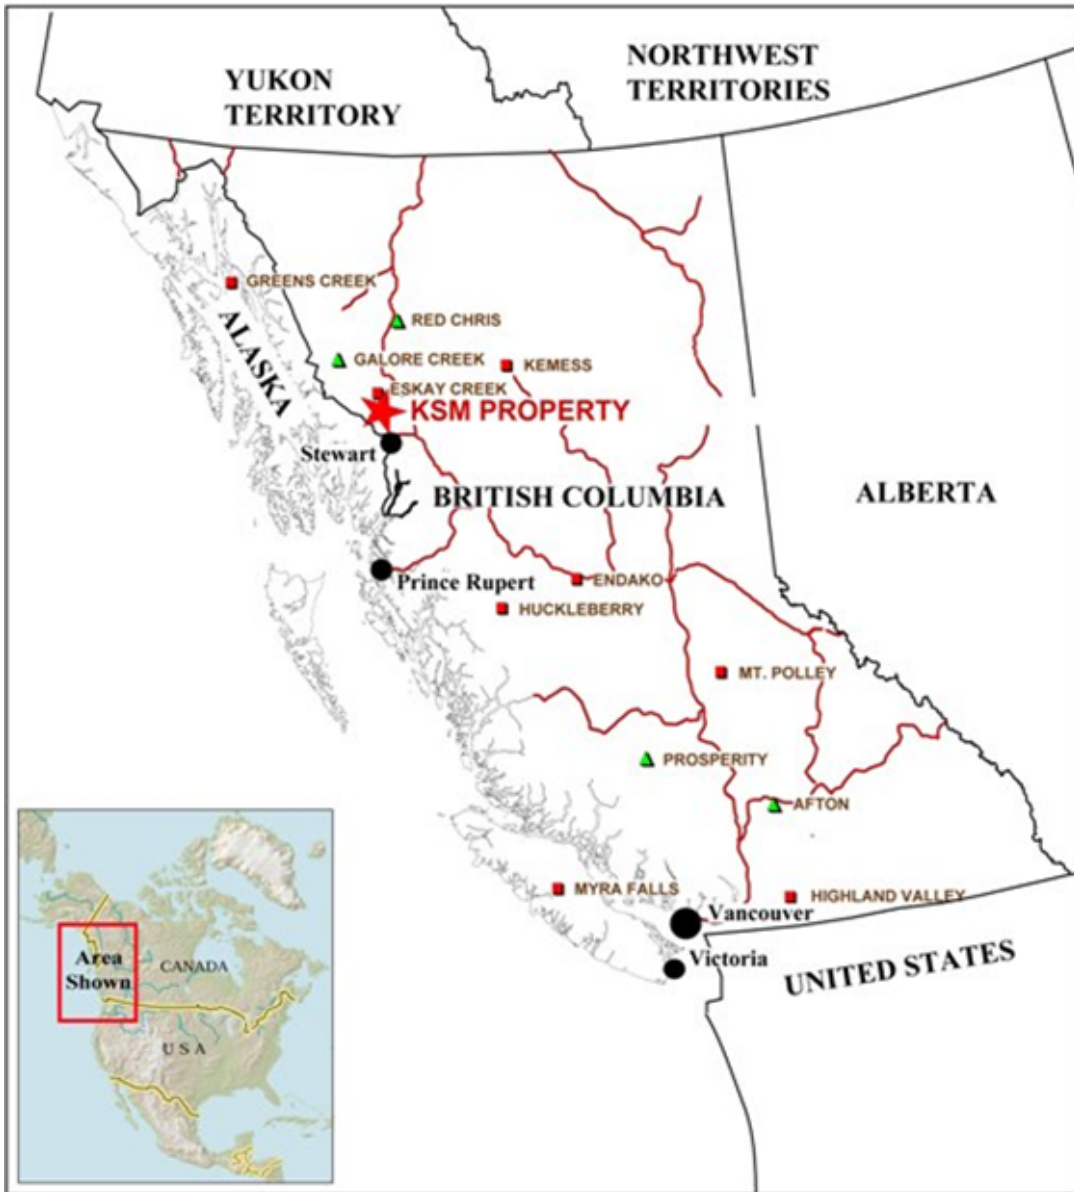 YUKON
TERRITORY
NORTHWEST
TERRITORIES
GREENS CREEK
ALASKA
RED CHRIS
GALORE CREEK
KEMESS
ESKAY CREEK
KSM PROPERTY
Stewart
BRITISH COLUMBIA
ALBERTA
Prince Rupert
ENDAKO
HUCKLEBERRY
MT. POLLEY
PROSPERITY
AFTON
MYRA FALLS
HIGHLAND VALLEY
Vancouver
Victoria
UNITED STATES
Area
Shown
CANADA
USA